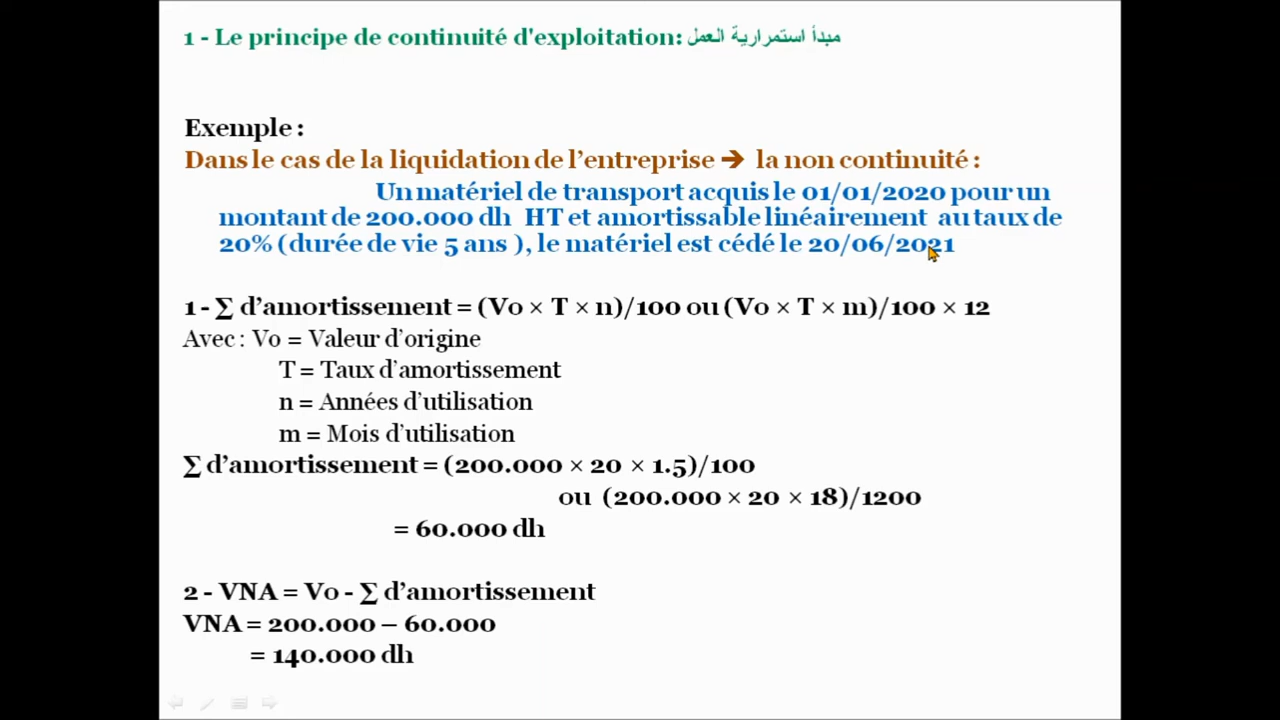 1 - Le principe de continuité d'exploitation: مبدأ استمرارية العمل
Exemple :
Dans le cas de la liquidation de l’entreprise ➔ la non continuité :
Un matériel de transport acquis le 01/01/2020 pour un
montant de 200.000 dh HT et amortissable linéairement au taux de
20% (durée de vie 5 ans ), le matériel est cédé le 20/06/2021
1 - ∑ d’amortissement = (Vo × T × n)/100 ou (Vo × T × m)/100 × 12
Avec : Vo = Valeur d’origine
T = Taux d’amortissement
n = Années d’utilisation
m = Mois d’utilisation
∑ d’amortissement = (200.000 × 20 × 1.5)/100
ou (200.000 × 20 × 18)/1200
= 60.000 dh
2 - VNA = Vo - ∑ d’amortissement
VNA = 200.000 – 60.000
= 140.000 dh